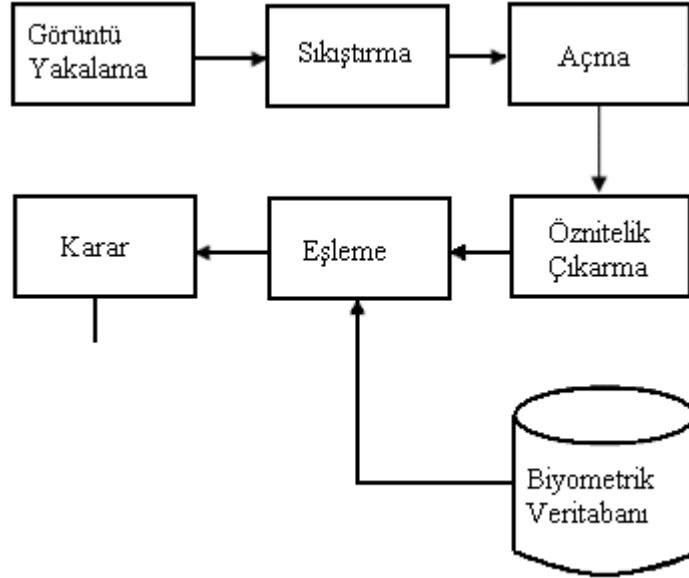 Görüntü
Yakalama
Sıkıştırma
Açma
Öznitelik
Çıkarma
Eşleme
Karar
Biyometrik
Veritabanı